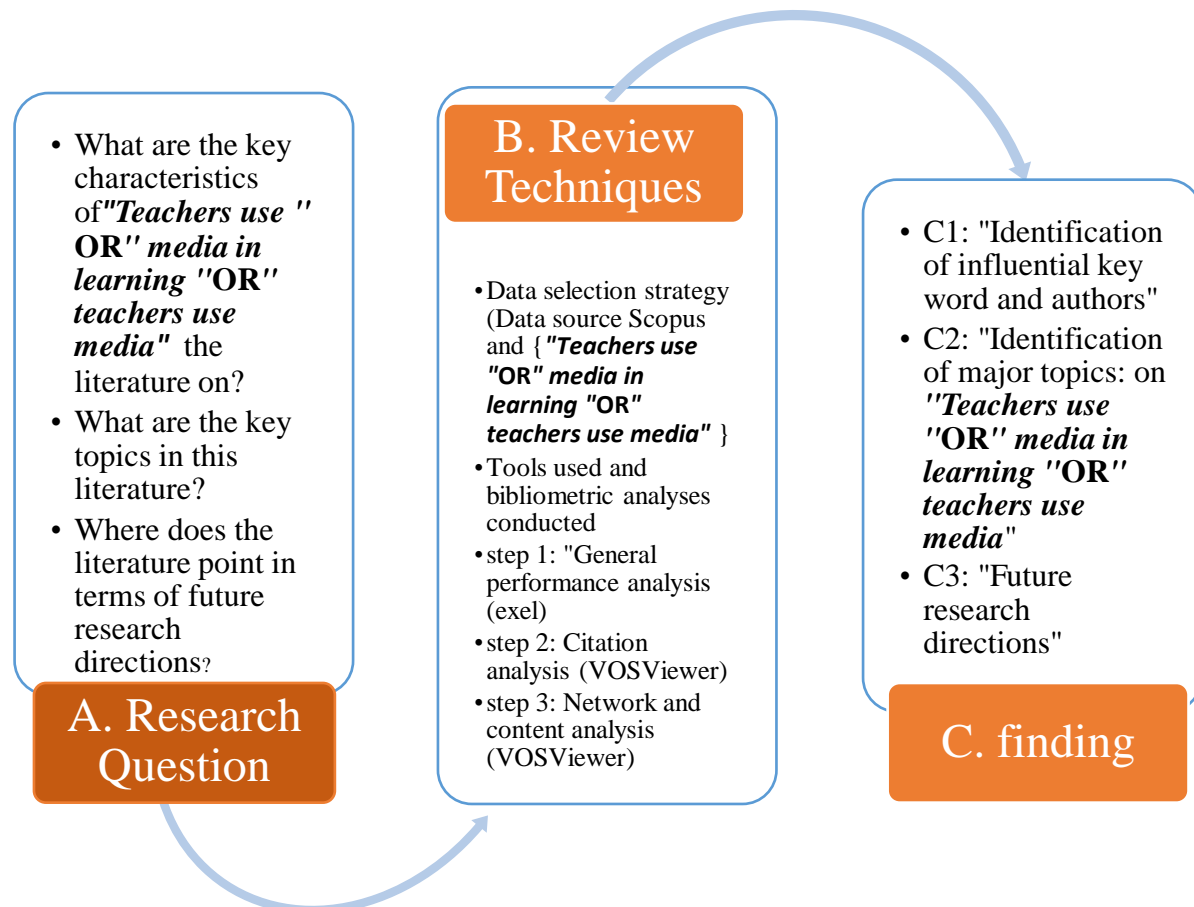 • What are the key
characteristics
of"Teachers use "
OR" media in
learning "OR"
teachers use
media" the
literature on?
• What are the key
topics in this
literature?
• Where does the
literature point in
terms of future
research
directions?
A. Research
Question
B. Review
Techniques
•Data selection strategy
(Data source Scopus
and {"Teachers use
"OR" media in
learning "OR"
teachers use media" }
•Tools used and
bibliometric analyses
conducted
•step 1: "General
performance analysis
(exel)
•step 2: Citation
analysis (VOSViewer)
•step 3: Network and
content analysis
(VOSViewer)
• C1: "Identification
of influential key
word and authors"
• C2: "Identification
of major topics: on
"Teachers use
"OR" media in
learning "OR"
teachers use
media"
• C3: "Future
research
directions"
C. finding